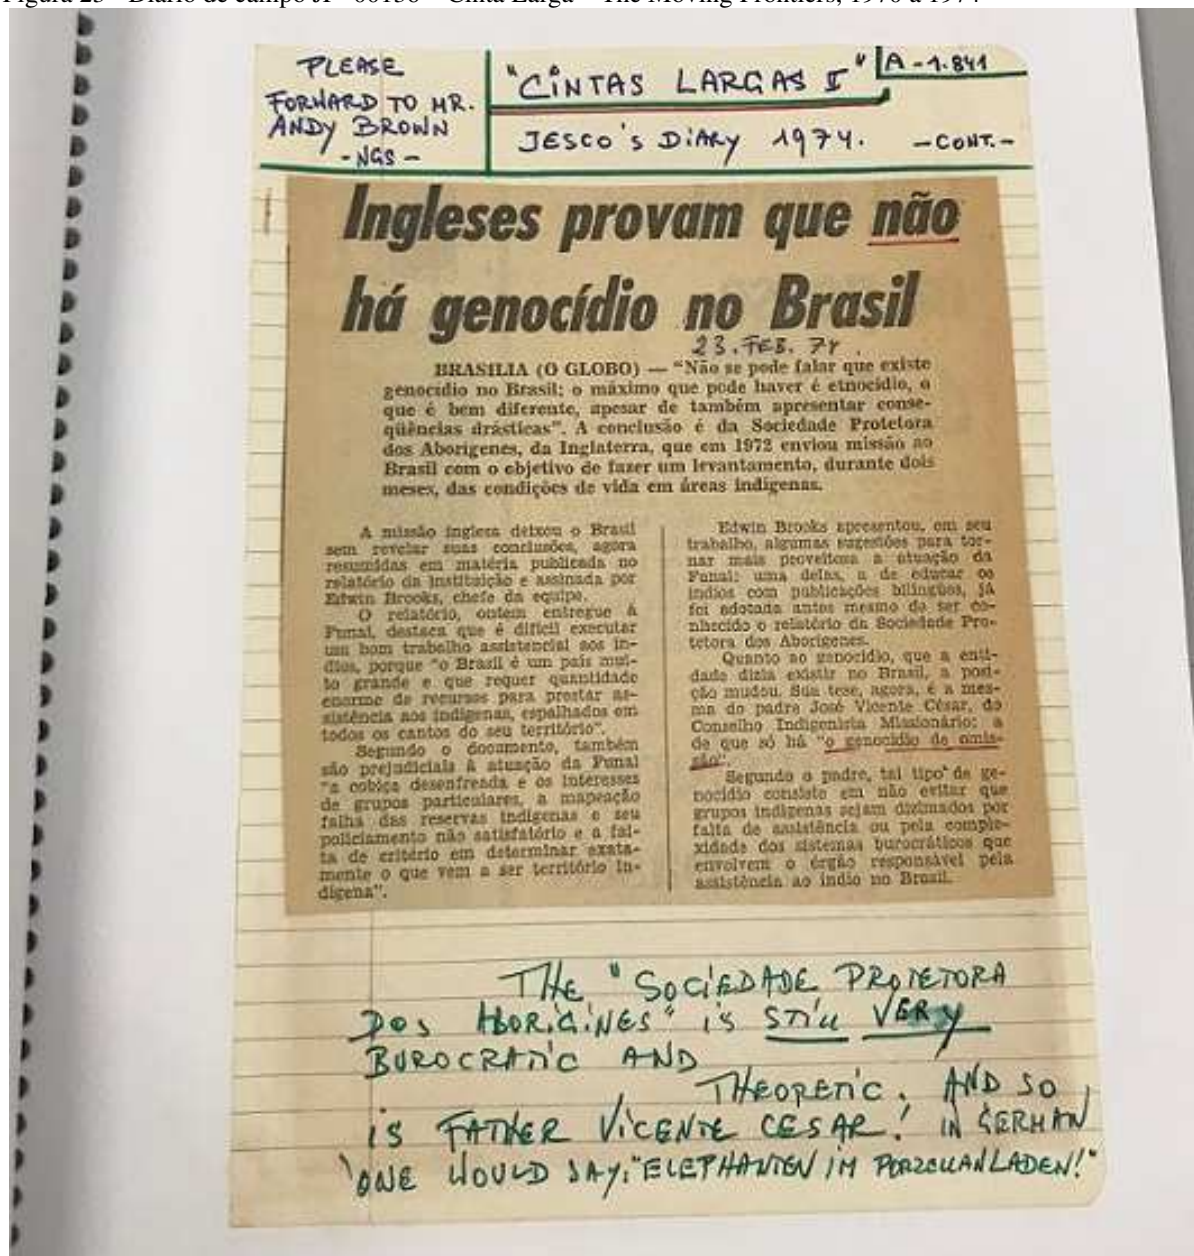 Figura 23 – Diário de campo JP 00136 – Cinta Larga – The Moving Frontiers, 1970 a 1974
PLEASE
FORWARD TO MR.
ANDY BROWN
-NGS-
"CINTAS LARGAS I"
A-1.841
JESCO'S DIARY 1974. -CONT.-
Ingleses provam que não
há genocídio no Brasil
23. FEB. 74.
BRASILIA (O GLOBO) — "Não se pode falar que existe
genocídio no Brasil; o máximo que pode haver é etnocídio, o
que é bem diferente, apesar de também apresentar conse-
qüências drásticas". A conclusão é da Sociedade Protetora
dos Aborígenes, da Inglaterra, que em 1972 enviou missão ao
Brasil com o objetivo de fazer um levantamento, durante dois
meses, das condições de vida em áreas indígenas.
A missão inglesa deixou o Brasil
sem revelar suas conclusões, agora
resumidas em matéria publicada no
relatório da instituição e assinada por
Edwin Brooks, chefe da equipe.
O relatório, ontem entregue à
Funai, destaca que é difícil executar
um bom trabalho assistencial aos ín-
dios, porque "o Brasil é um país mui-
to grande e que requer quantidade
enorme de recursos para prestar as-
sistência aos indígenas, espalhados em
todos os cantos do seu território".
Segundo o documento, também
são prejudiciais à atuação da Funai
"a cobiça desenfreada e os interesses
de grupos particulares, a mapeação
falha das reservas indígenas e seu
policiamento não satisfatório e a fal-
ta de critério em determinar exata-
mente o que vem a ser território in-
dígena".
Edwin Brooks apresentou, em seu
trabalho, algumas sugestões para tor-
nar mais proveitosa a atuação da
Funai: uma delas, a de educar os
índios com publicações bilingües, já
foi adotada antes mesmo de ser co-
nhecido o relatório da Sociedade Pro-
tetora dos Aborígenes.
Quanto ao genocídio, que a enti-
dade dizia existir no Brasil, a posi-
ção mudou. Sua tese, agora, é a mes-
ma do padre José Vicente César, do
Conselho Indigenista Missionário: a
de que só há "o genocídio de omis-
são".
Segundo o padre, tal tipo de ge-
nocídio consiste em não evitar que
grupos indígenas sejam dizimados por
falta de assistência ou pela comple-
xidade dos sistemas burocráticos que
envolvem o órgão responsável pela
assistência ao índio no Brasil.
THE "SOCIEDADE PROTETORA
DOS ABORIGINES" IS STILL VERY
BUROCRATIC AND
THEORETIC. AND SO
IS FATHER VICENTE CESAR! IN GERMAN
ONE WOULD SAY: "ELEPHANTEN IM PORZELLANLADEN!"